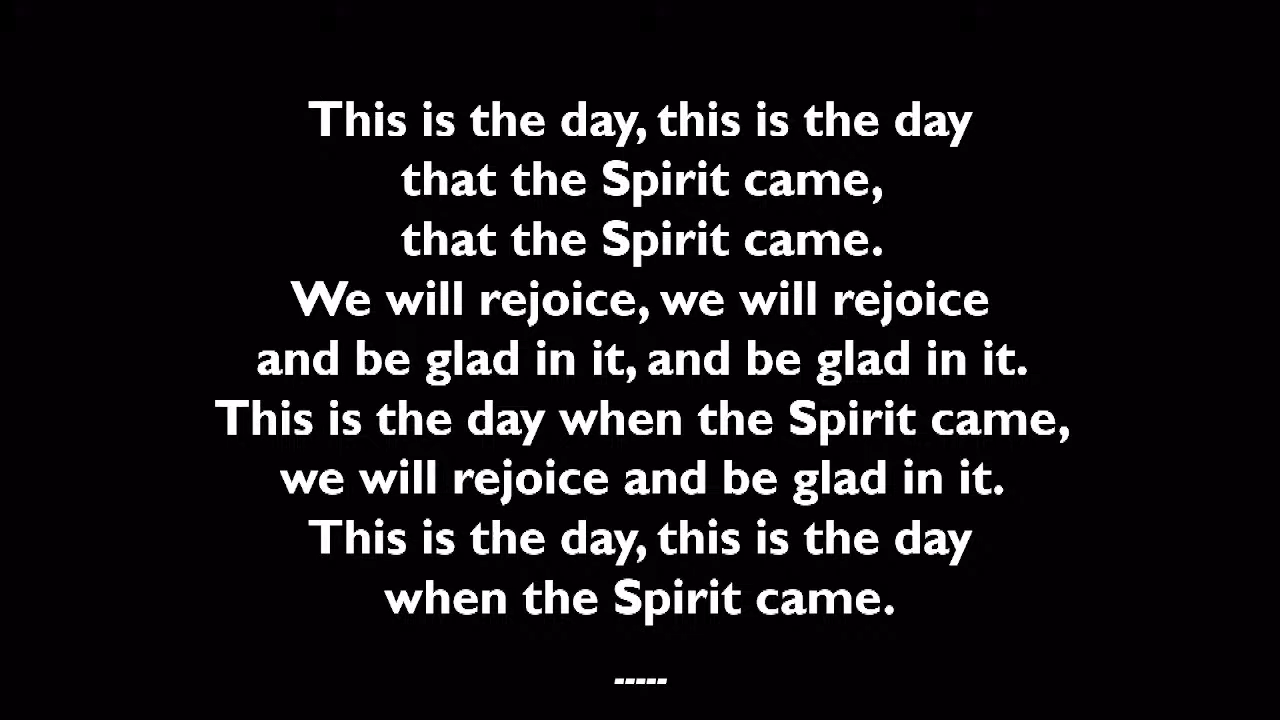 This is the day, this is the day
that the Spirit came,
that the Spirit came.
We will rejoice, we will rejoice
and be glad in it, and be glad in it.
This is the day when the Spirit came,
we will rejoice and be glad in it.
This is the day, this is the day
when the Spirit came.
-----